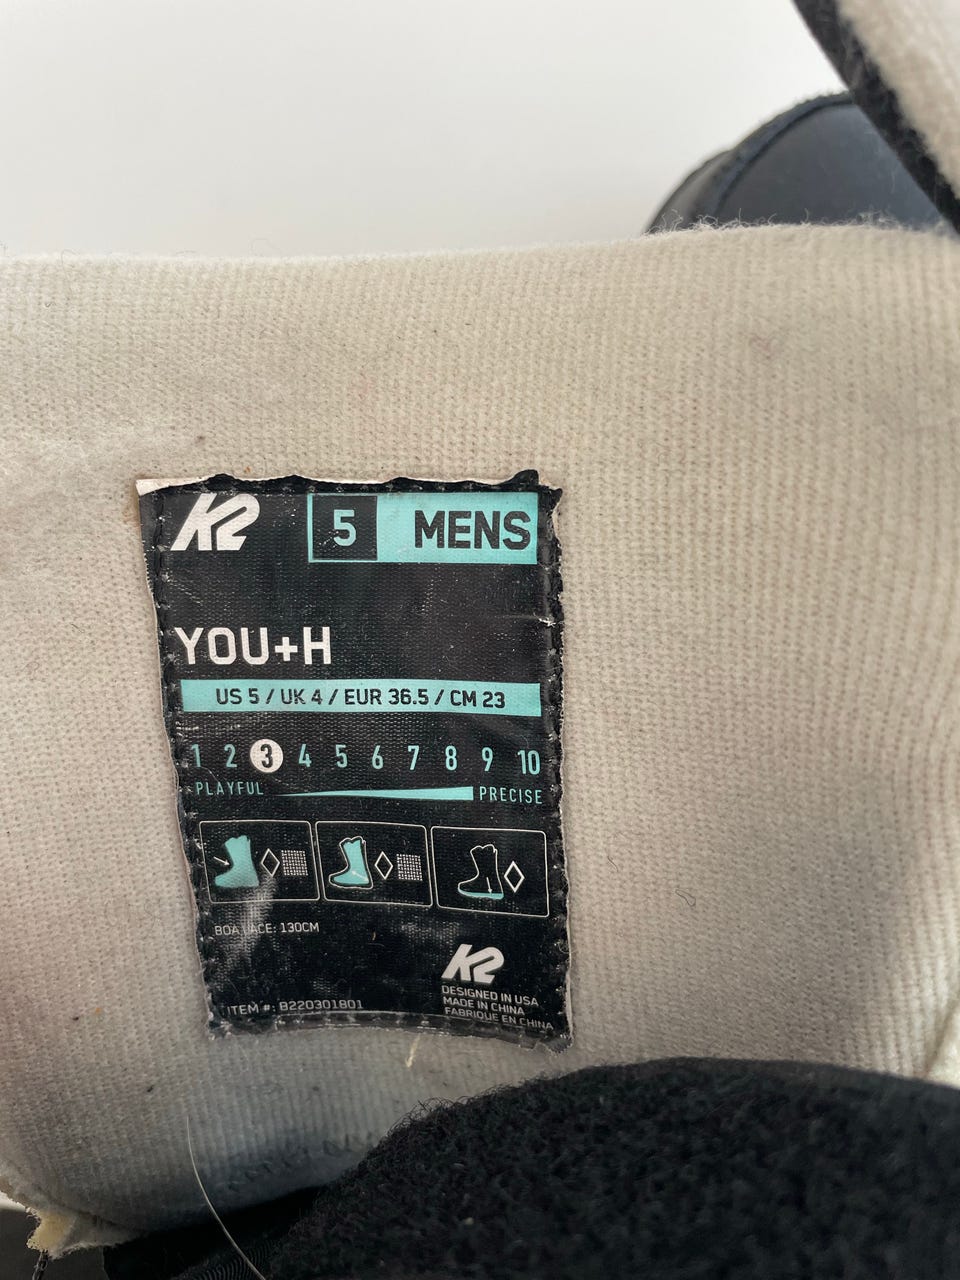 K2 5 MENS
YOU+H
US 5 / UK 4 / EUR 36.5 / CM 23
1 2 3 4 5 6 7 8 9 10
PLAYFUL PRECISE
BOA LACE: 130CM
K2
DESIGNED IN USA
MADE IN CHINA
FABRIQUE EN CHINA
ITEM #: B220301801